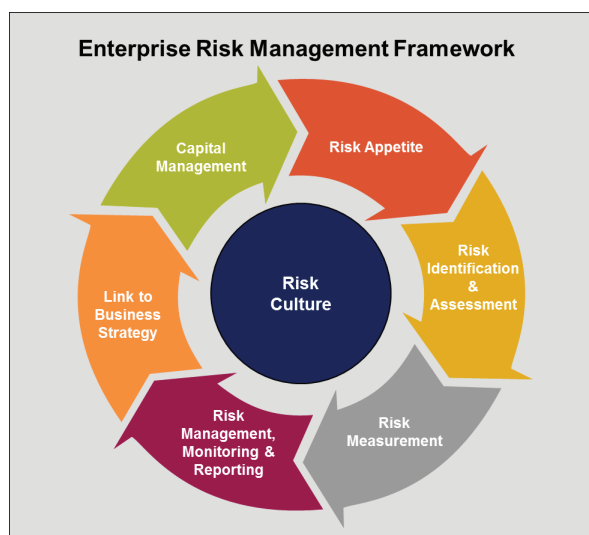 Enterprise Risk Management Framework
Capital
Management
Risk Appetite
Risk
Identification
&
Assessment
Risk
Measurement
Risk
Management,
Monitoring &
Reporting
Link to
Business
Strategy
Risk
Culture